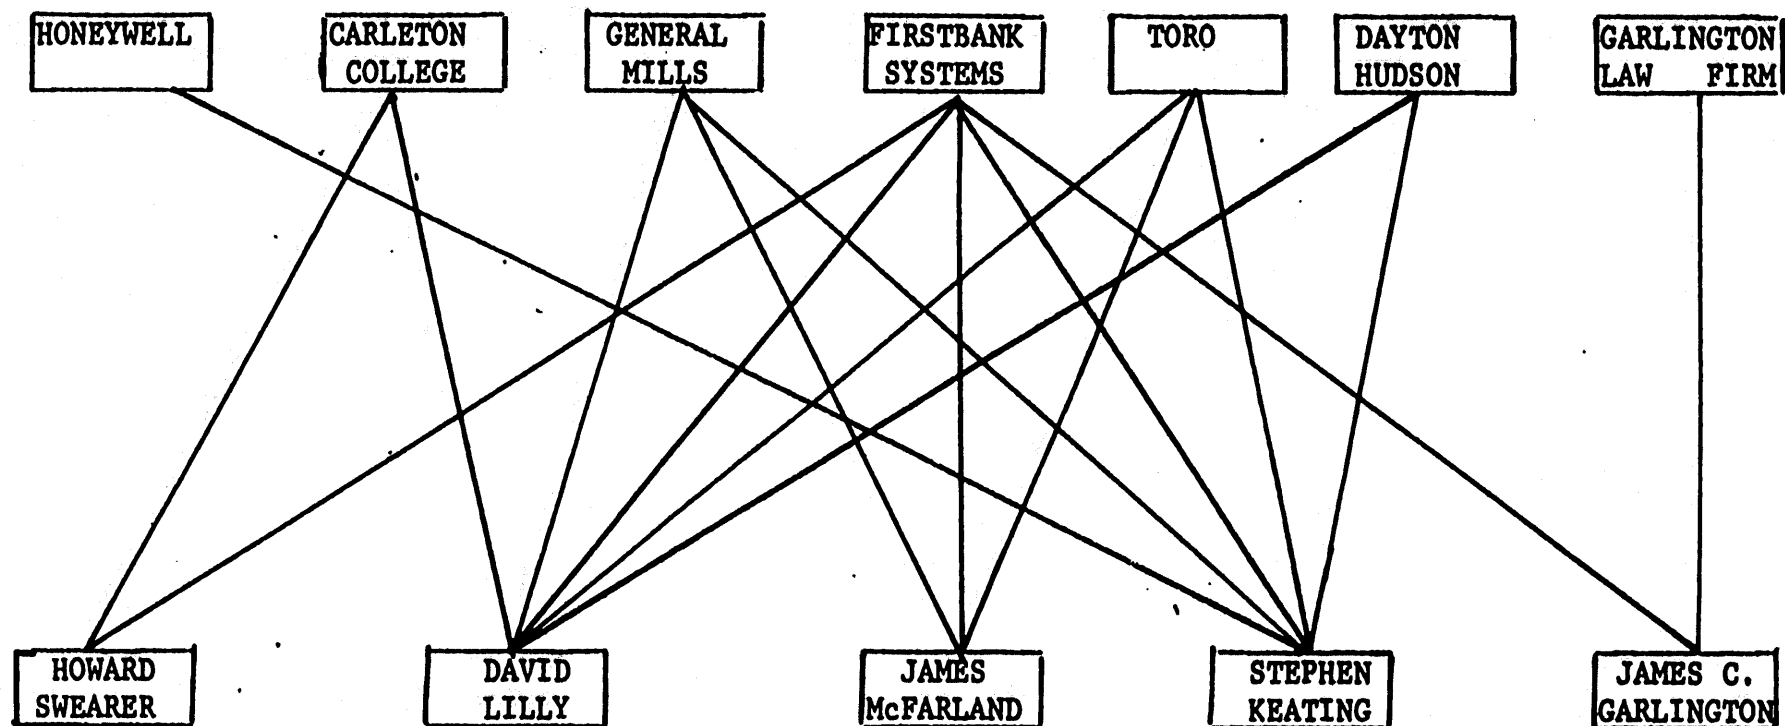 HONEYWELL
CARLETON
COLLEGE
GENERAL
MILLS
FIRSTBANK
SYSTEMS
TORO
DAYTON
HUDSON
GARLINGTON
LAW FIRM
HOWARD
SWEARER
DAVID
LILLY
JAMES
McFARLAND
STEPHEN
KEATING
JAMES C.
GARLINGTON